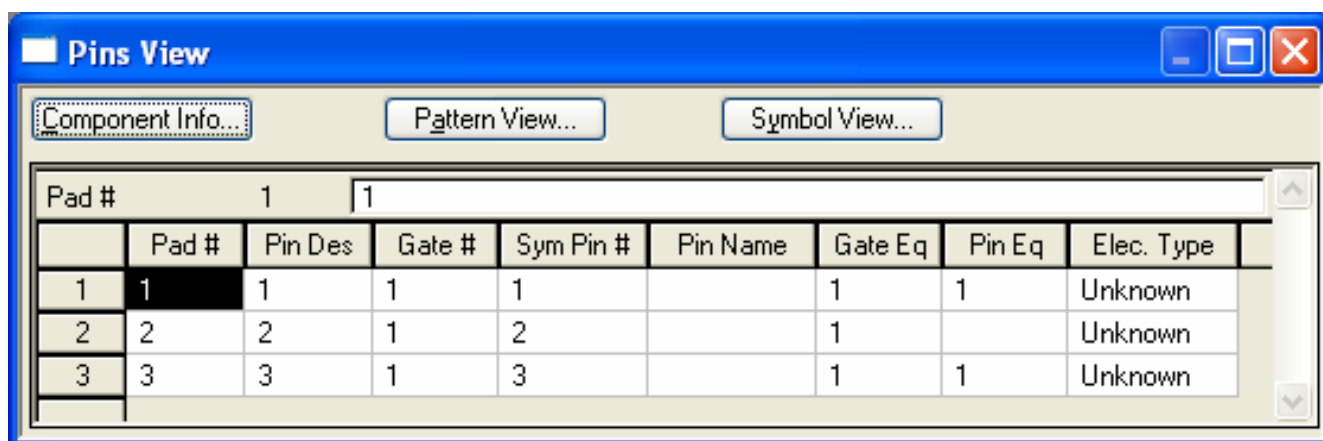 Pins View
Component Info... Pattern View... Symbol View...
Pad # 1 1
Pad # Pin Des Gate # Sym Pin # Pin Name Gate Eq Pin Eq Elec. Type
1 1 1 1 1 1 1 Unknown
2 2 2 1 2 1 Unknown
3 3 3 1 3 1 1 Unknown